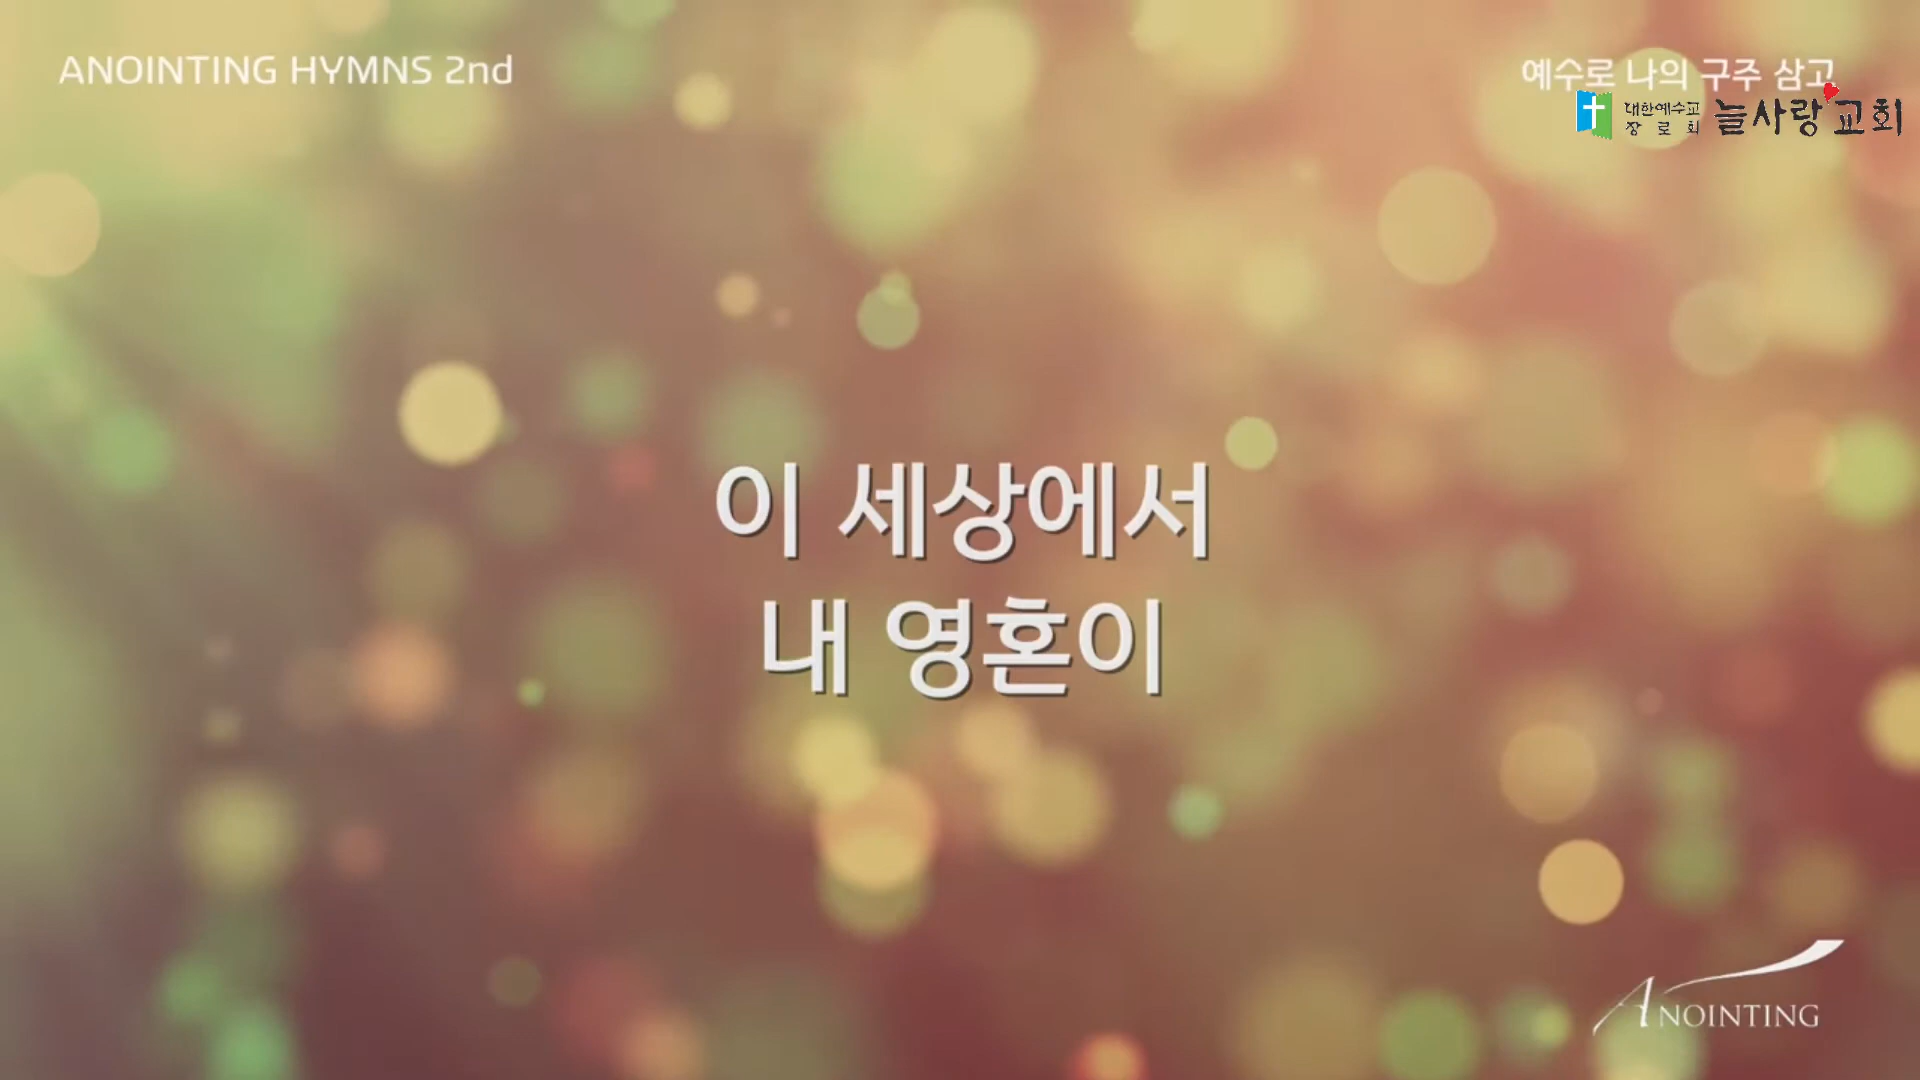 ANOINTING HYMNS 2nd
예수로 나의 구주 삼고
대한예수교
장로회
늘사랑교회
이 세상에서
내 영혼이
ANOINTING